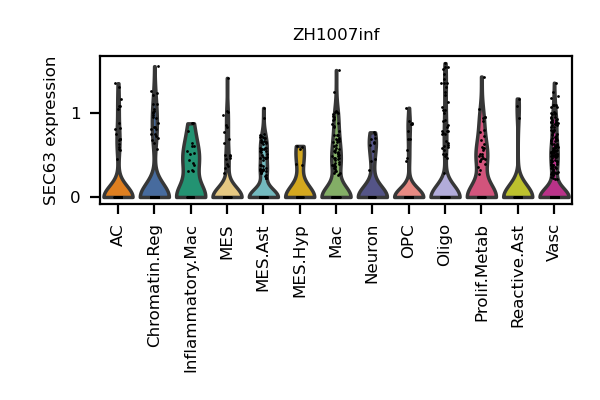 ZH1007inf
SEC63 expression
1
0
AC
Chromatin.Reg
Inflammatory.Mac
MES
MES.Ast
MES.Hyp
Mac
Neuron
OPC
Oligo
Prolif.Metab
Reactive.Ast
Vasc